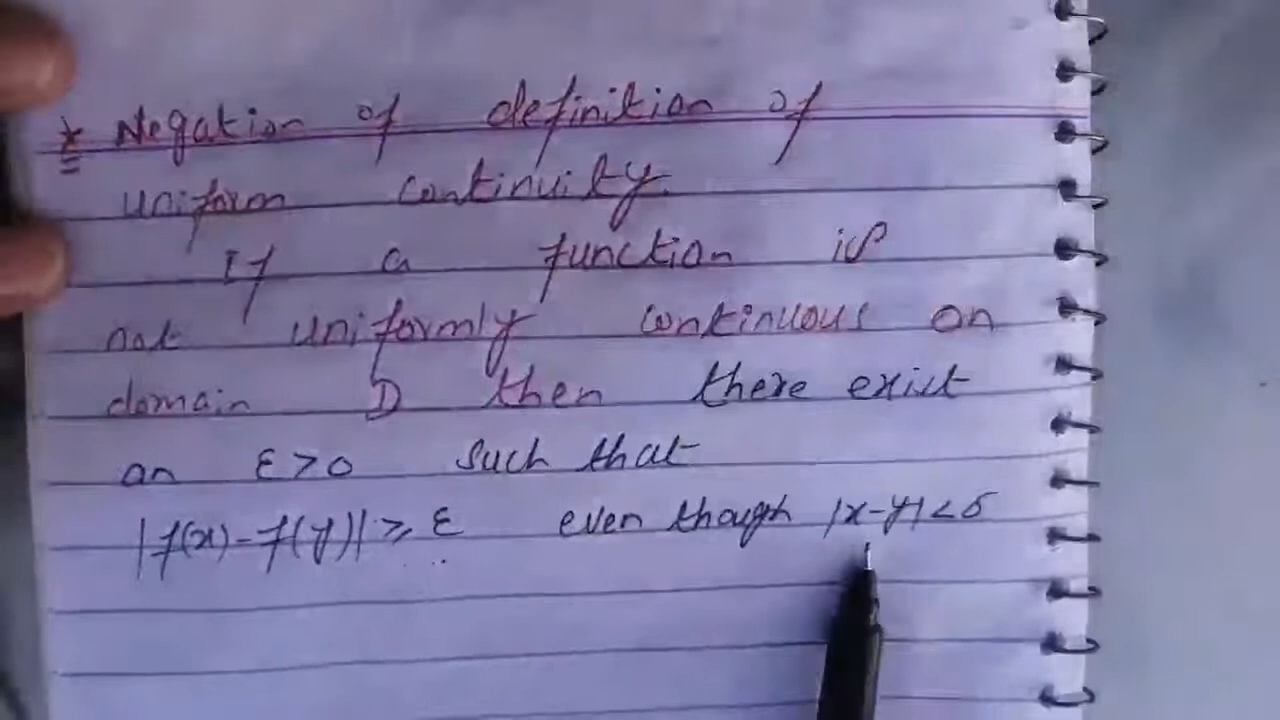 * Negation of definition of
uniform continuity.
If a function is
not uniformly continuous on
domain D then there exist
an ε>0 such that
|f(x)-f(y)| ≥ ε even though |x-y|<δ